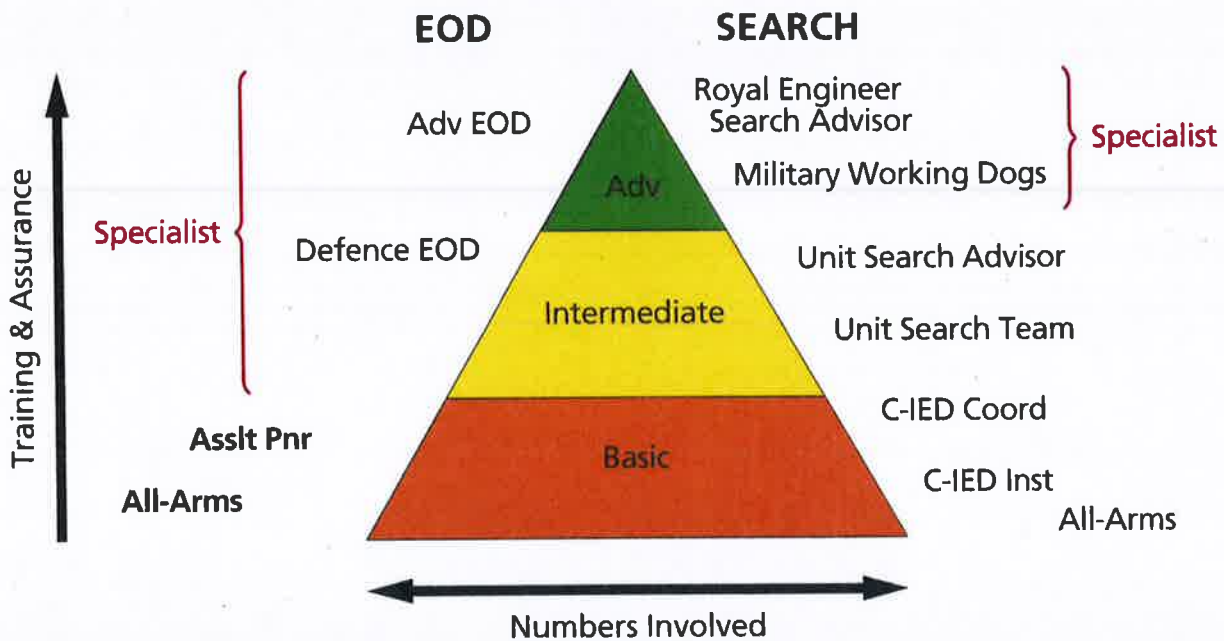 EOD
SEARCH
Royal Engineer
Search Advisor
Adv EOD
Specialist
Military Working Dogs
Adv
Training & Assurance
Specialist
Defence EOD
Unit Search Advisor
Intermediate
Unit Search Team
C-IED Coord
Asslt Pnr
Basic
C-IED Inst
All-Arms
All-Arms
Numbers Involved